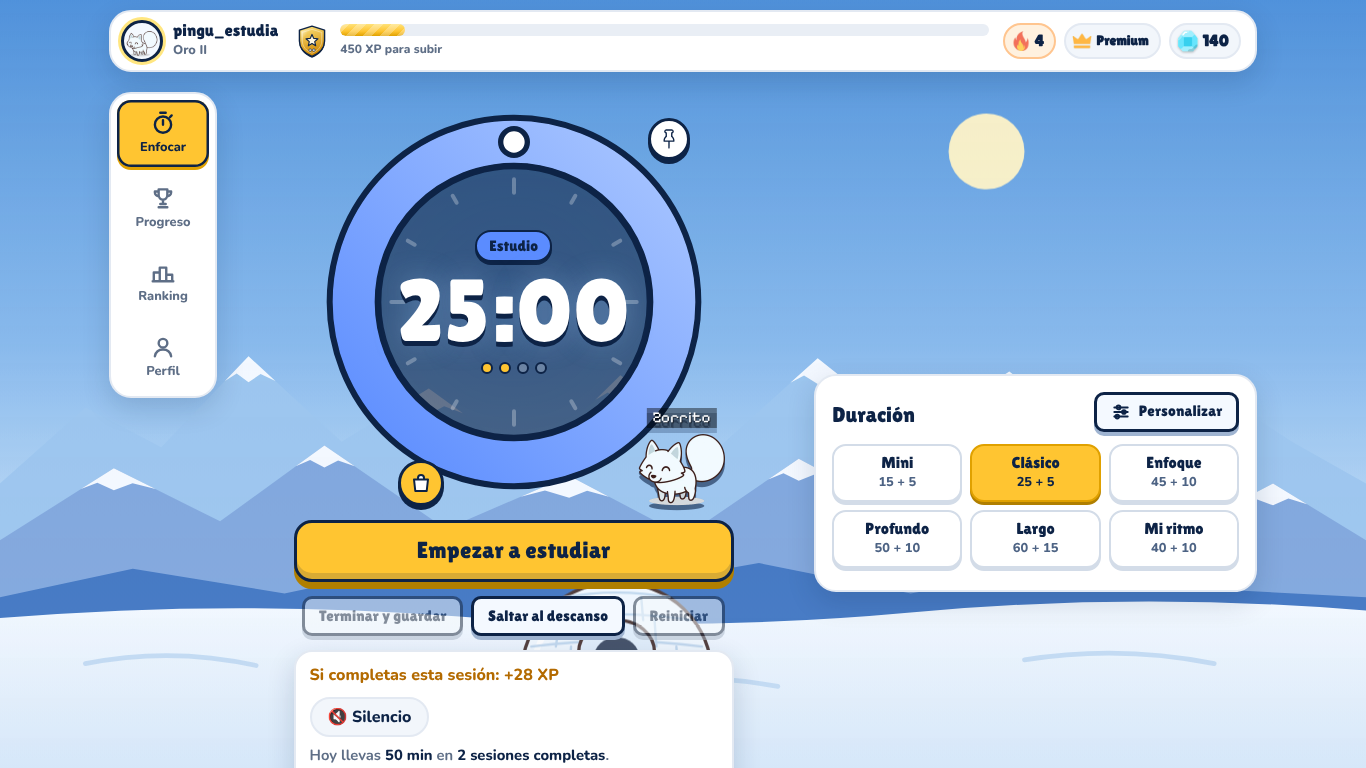 pingu_estudia
Oro II
450 XP para subir
4
Premium
140
Enfocar
Progreso
Ranking
Perfil
Estudio
25:00
Zorrito
Empezar a estudiar
Terminar y guardar
Saltar al descanso
Reiniciar
Si completas esta sesión: +28 XP
Silencio
Hoy llevas 50 min en 2 sesiones completas.
Duración
Personalizar
Mini
15 + 5
Clásico
25 + 5
Enfoque
45 + 10
Profundo
50 + 10
Largo
60 + 15
Mi ritmo
40 + 10